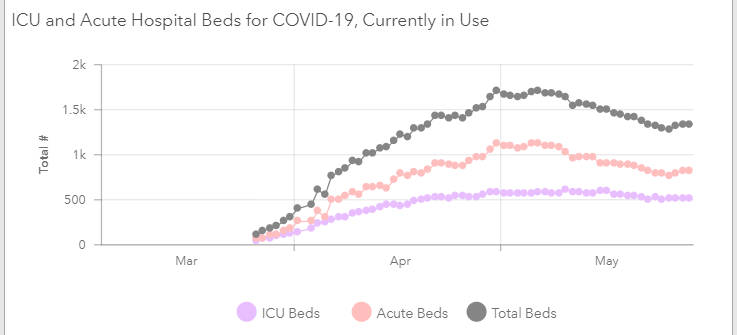 ICU and Acute Hospital Beds for COVID-19, Currently in Use
2k
1.5k
1k
500
0
Total #
Mar Apr May
ICU Beds Acute Beds Total Beds